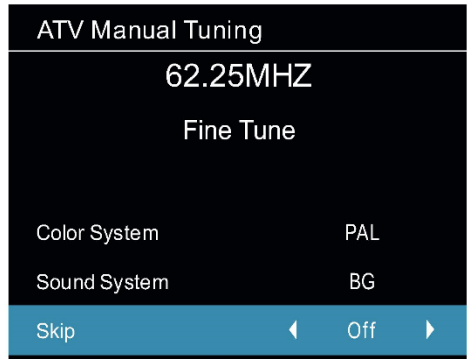 ATV Manual Tuning
62.25MHZ
Fine Tune
Color System PAL
Sound System BG
Skip Off